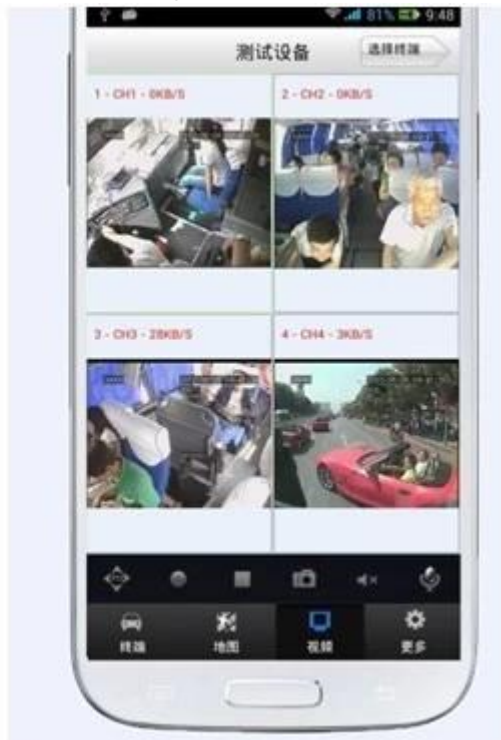 81% 9:48
测试设备 选择终端
1 - CH1 - 0KB/S 2 - CH2 - 0KB/S
3 - CH3 - 28KB/S 4 - CH4 - 3KB/S
终端 地图 视频 更多